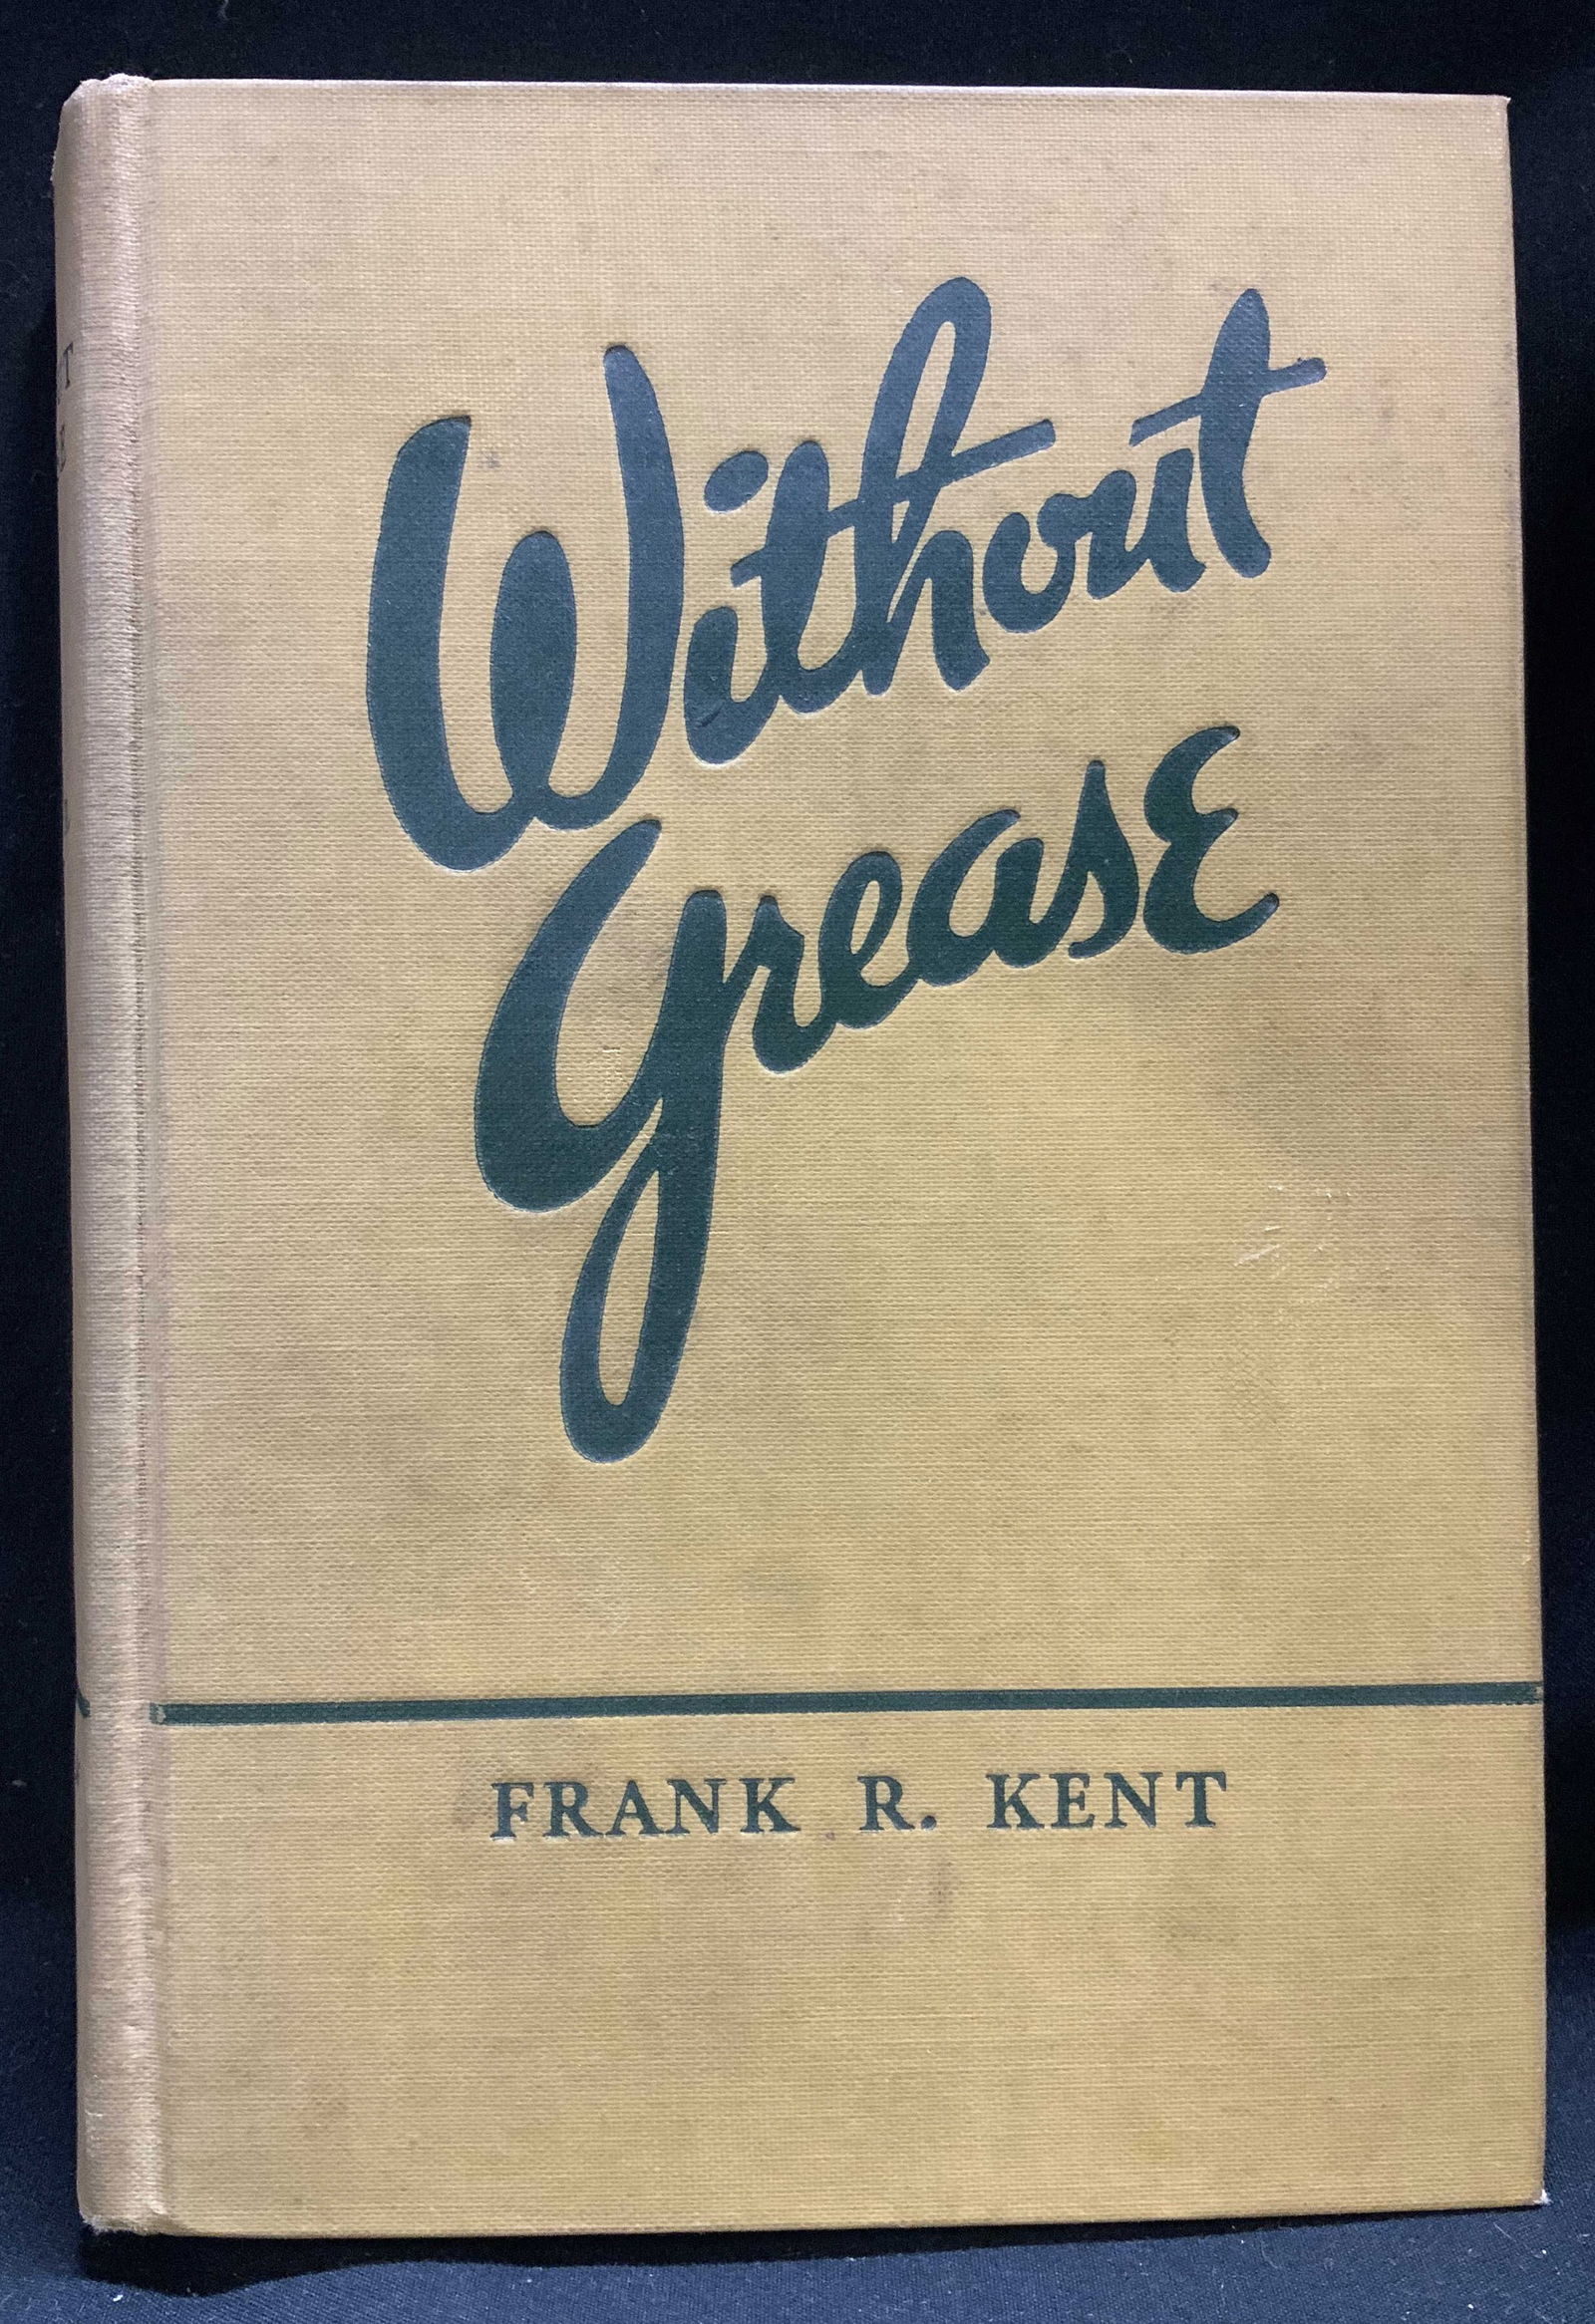 Without
Grease
FRANK R. KENT